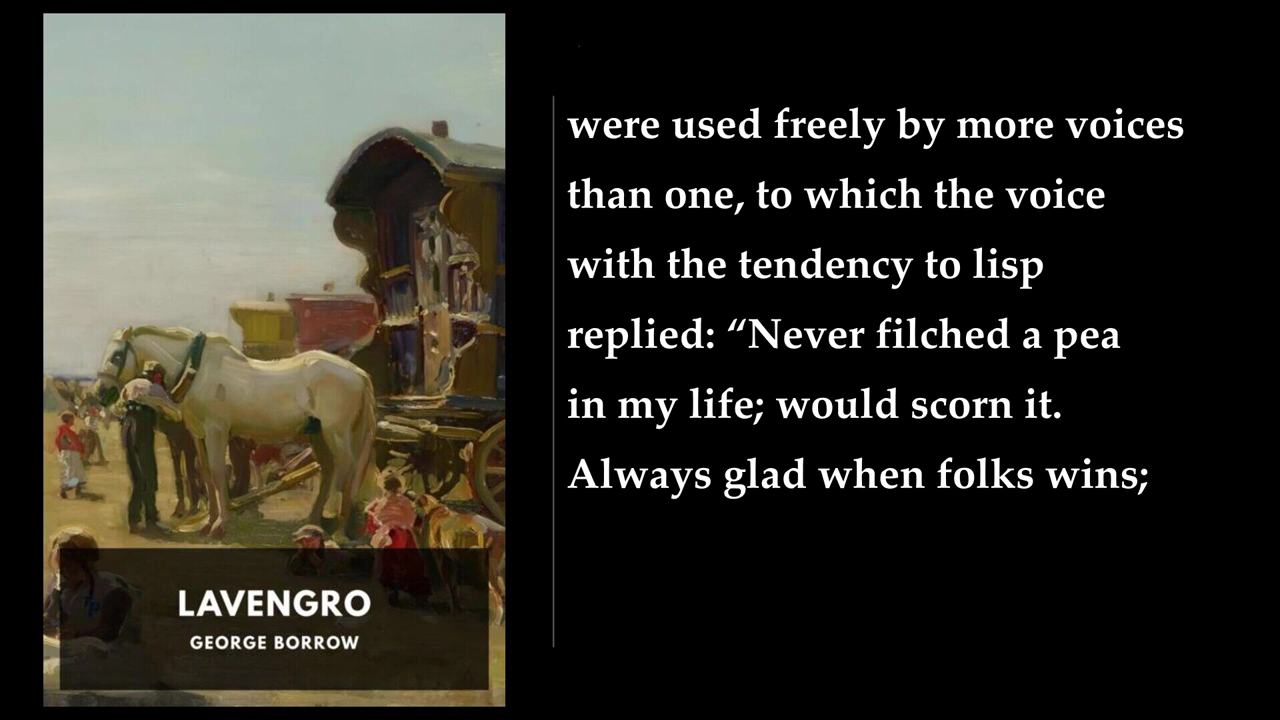 were used freely by more voices
than one, to which the voice
with the tendency to lisp
replied: “Never filched a pea
in my life; would scorn it.
Always glad when folks wins;
LAVENGRO
GEORGE BORROW